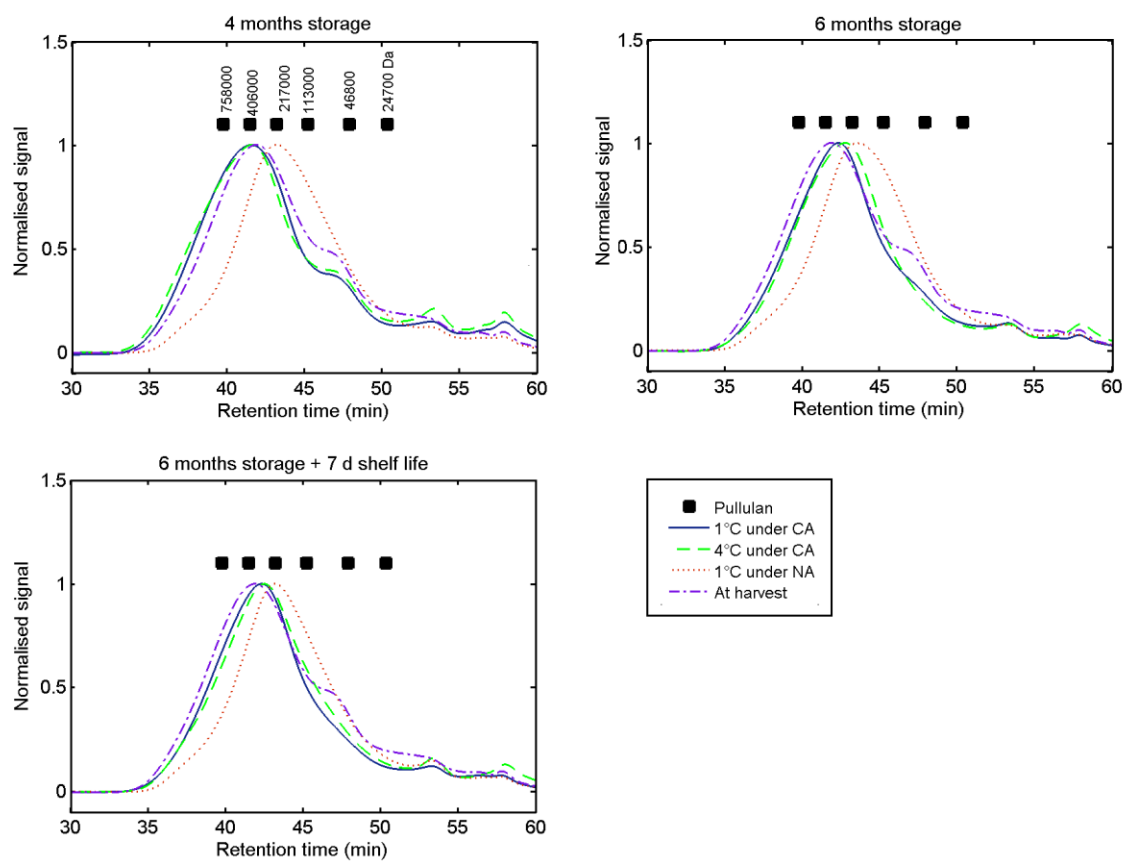 4 months storage
1.5
1
0.5
0
Normalised signal
758000
406000
217000
113000
46800
24700 Da
30 35 40 45 50 55 60
Retention time (min)
6 months storage
1.5
1
0.5
0
Normalised signal
30 35 40 45 50 55 60
Retention time (min)
6 months storage + 7 d shelf life
1.5
1
0.5
0
Normalised signal
30 35 40 45 50 55 60
Retention time (min)
Pullulan
1°C under CA
4°C under CA
1°C under NA
At harvest